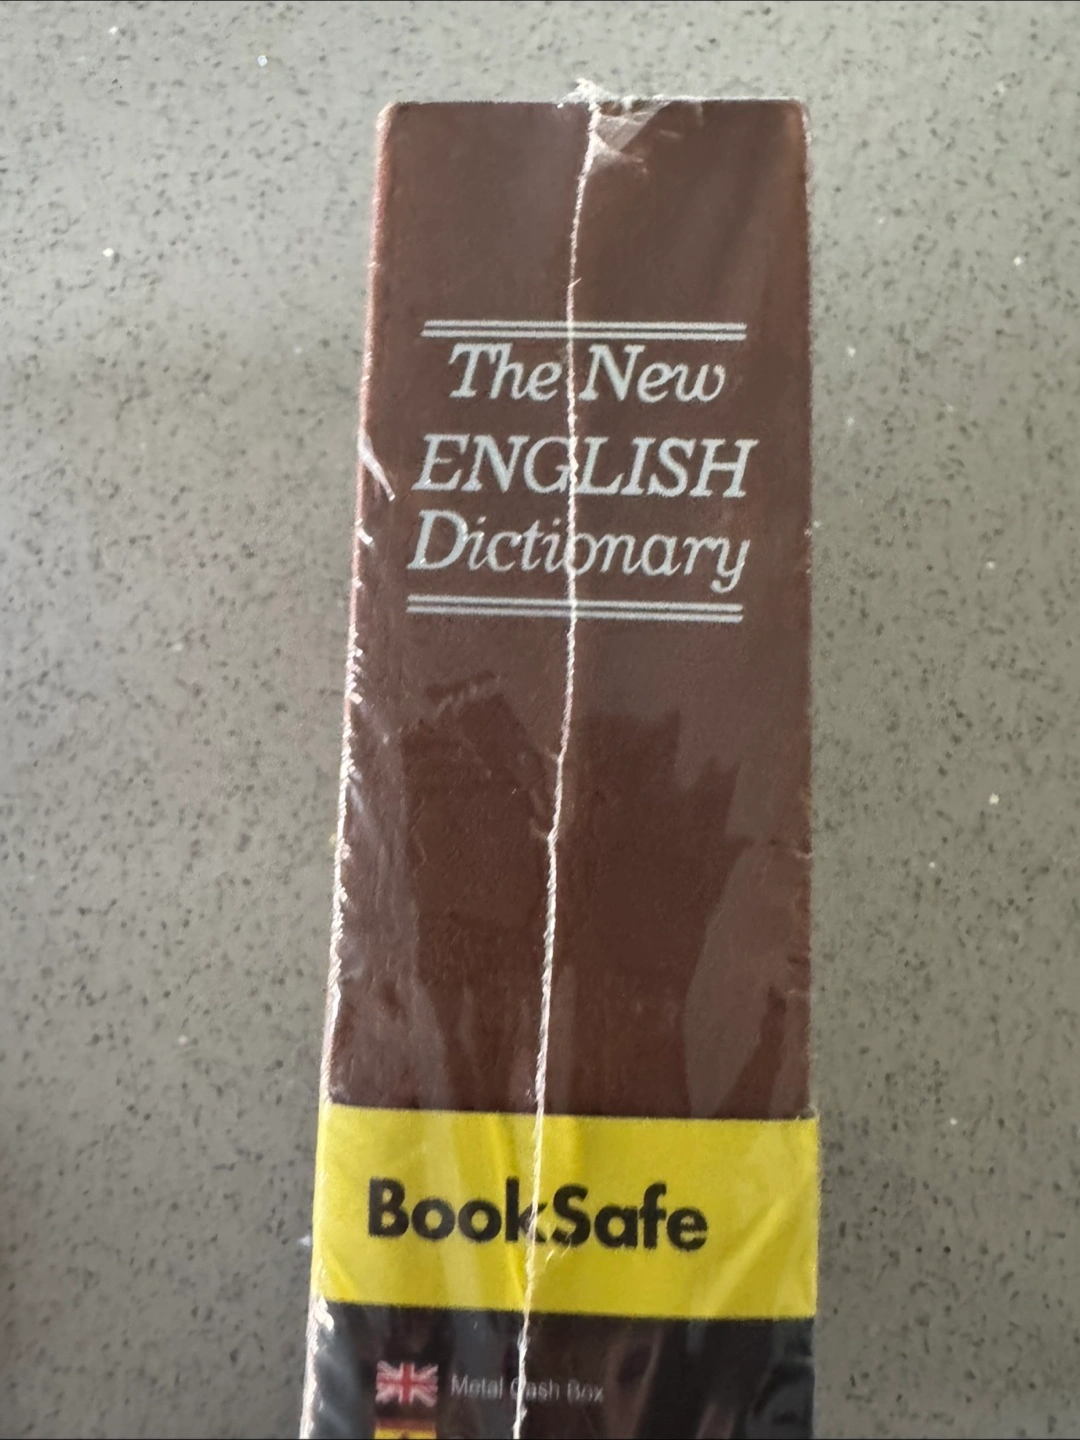 The New
ENGLISH
Dictionary
BookSafe
Metal Cash Box